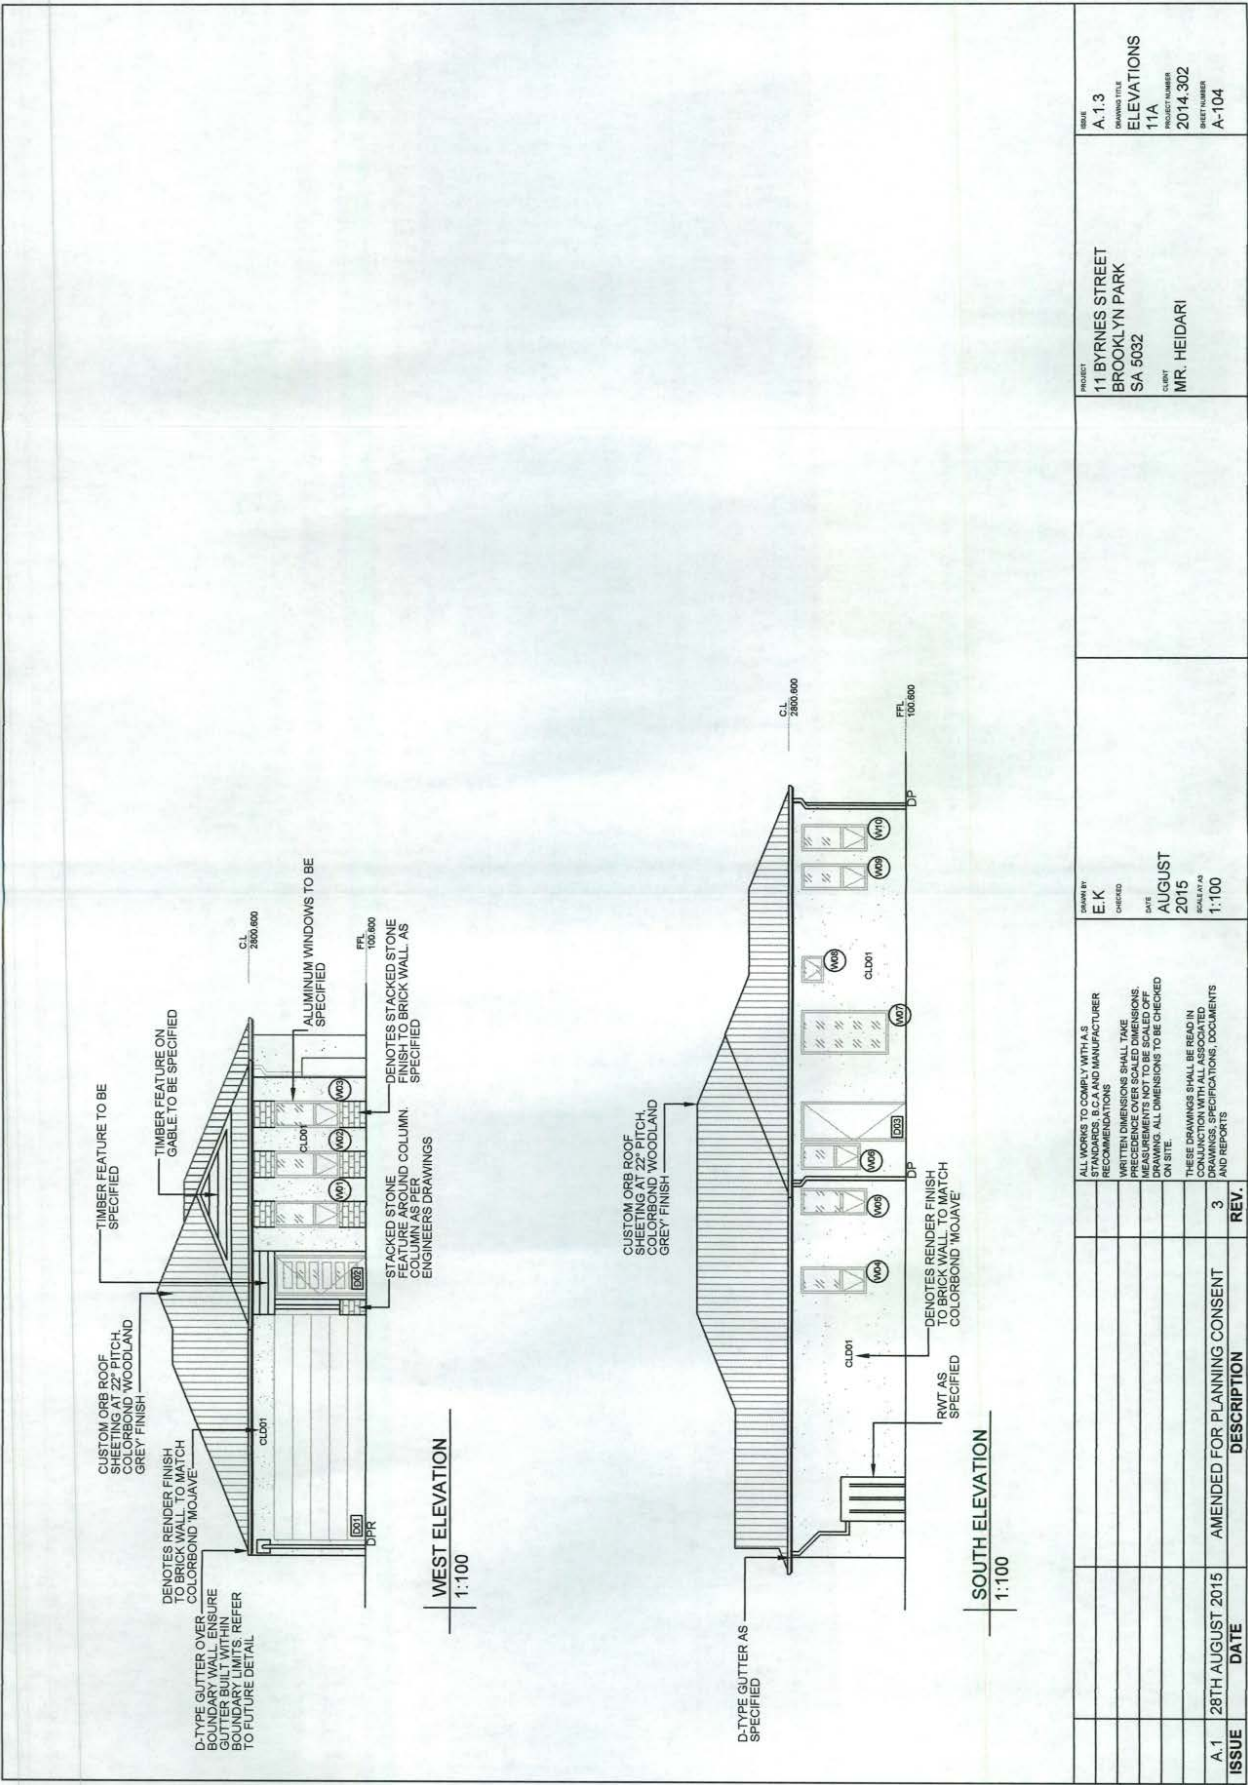 CUSTOM ORB ROOF
SHEETING AT 22° PITCH.
COLORBOND 'WOODLAND
GREY' FINISH
TIMBER FEATURE TO BE
SPECIFIED
TIMBER FEATURE ON
GABLE. TO BE SPECIFIED
DENOTES RENDER FINISH
TO BRICK WALL. TO MATCH
COLORBOND 'MOJAVE'
D-TYPE GUTTER OVER
BOUNDARY WALL. ENSURE
GUTTER BUILT WITHIN
BOUNDARY LIMITS. REFER
TO FUTURE DETAIL
C.L
2800.600
ALUMINUM WINDOWS TO BE
SPECIFIED
CLD01
CLD01
W01
W02
W03
D01
D02
DPR
FFL
100.600
STACKED STONE
FEATURE AROUND COLUMN.
COLUMN AS PER
ENGINEERS DRAWINGS
DENOTES STACKED STONE
FINISH TO BRICK WALL. AS
SPECIFIED
WEST ELEVATION
1:100
CUSTOM ORB ROOF
SHEETING AT 22° PITCH.
COLORBOND 'WOODLAND
GREY' FINISH
D-TYPE GUTTER AS
SPECIFIED
C.L
2800.600
CLD01
CLD01
W04
W05
W06
D03
W07
W08
W09
W10
DP
DP
FFL
100.600
RWT AS
SPECIFIED
DENOTES RENDER FINISH
TO BRICK WALL. TO MATCH
COLORBOND 'MOJAVE'
SOUTH ELEVATION
1:100
A.1 28TH AUGUST 2015 AMENDED FOR PLANNING CONSENT 3
ISSUE DATE DESCRIPTION REV.
ALL WORKS TO COMPLY WITH A.S
STANDARDS, B.C.A AND MANUFACTURER
RECOMMENDATIONS
WRITTEN DIMENSIONS SHALL TAKE
PRECEDENCE OVER SCALED DIMENSIONS.
MEASUREMENTS NOT TO BE SCALED OFF
DRAWING. ALL DIMENSIONS TO BE CHECKED
ON SITE.
THESE DRAWINGS SHALL BE READ IN
CONJUNCTION WITH ALL ASSOCIATED
DRAWINGS, SPECIFICATIONS, DOCUMENTS
AND REPORTS
DRAWN BY
E.K
CHECKED
DATE
AUGUST
2015
SCALE AT A3
1:100
PROJECT
11 BYRNES STREET
BROOKLYN PARK
SA 5032
CLIENT
MR. HEIDARI
ISSUE
A.1.3
DRAWING TITLE
ELEVATIONS
11A
PROJECT NUMBER
2014.302
SHEET NUMBER
A-104